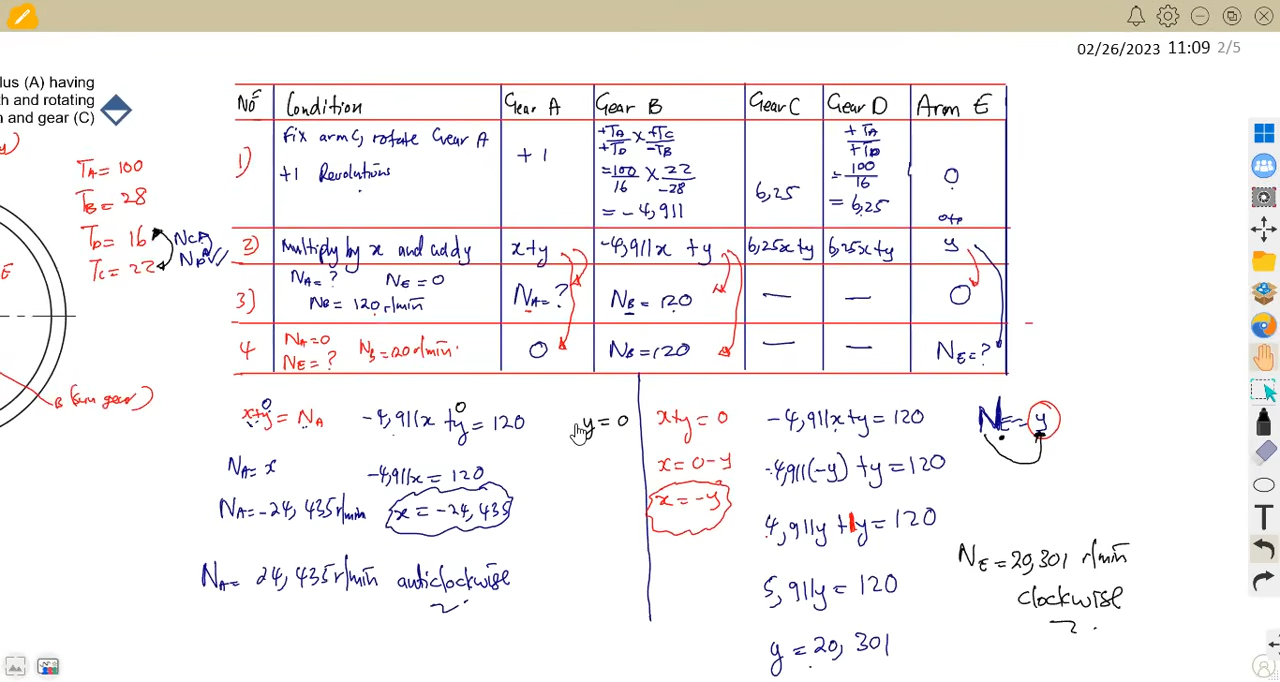 02/26/2023 11:09 2/5
lus (A) having
th and rotating
n and gear (C)
TA = 100
TB = 28
TD = 16
TC = 22
E
B (sun gear)
NO Condition Gear A Gear B Gear C Gear D Arm E
1) Fix arm C, rotate Gear A
+1 Revolutions
+1
+TA/+TD × +TC/-TB
= 100/16 × 22/-28
= -4,911
6,25
+TA/+TD
= 100/16
= 6,25
0
2) Multiply by x and add y x+y -4,911x +y 6,25x+y 6,25x+y y
3) NA = ? NE = 0
NB = 120 r/min
NA = ? NB = 120 — — 0
4 NA = 0
NE = ? NB = 20 r/min
0 NB = 120 — — NE = ?
x+y = NA
0
NA = x
NA = -24,435 r/min
NA = 24,435 r/min anticlockwise
0
-4,911x + y = 120
-4,911x = 120
x = -24,435
y = 0
x+y = 0
x = 0-y
x = -y
-4,911x + y = 120
-4,911(-y) + y = 120
4,911y + 1y = 120
5,911y = 120
y = 20,301
NE = y
NE = 20,301 r/min
clockwise